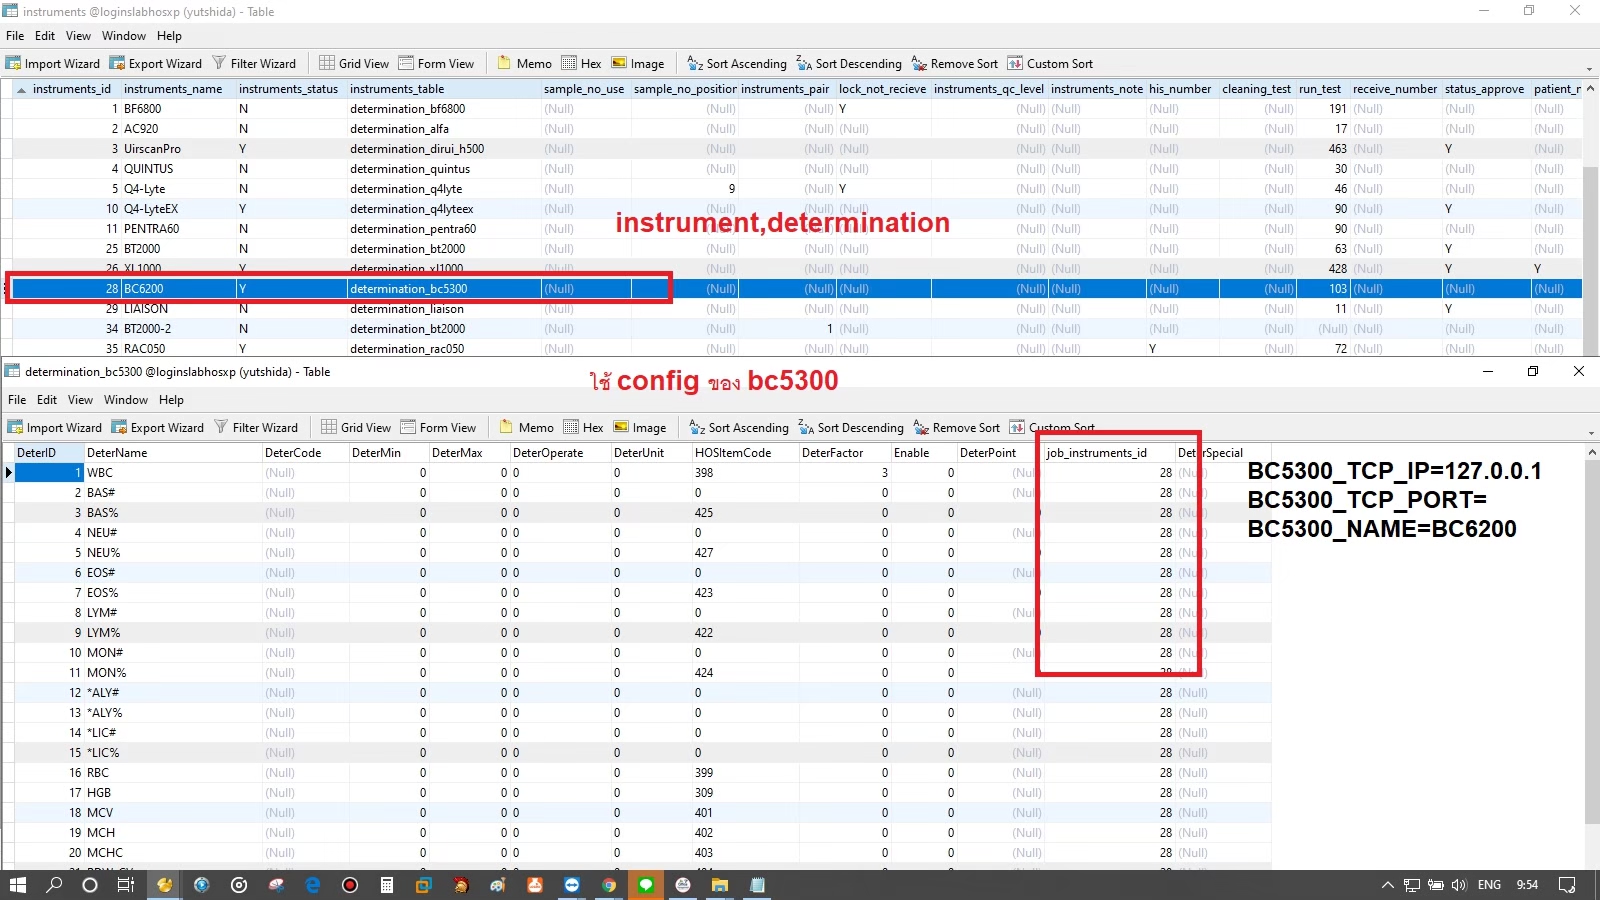 instruments @loginslabhosxp (yutshida) - Table
File Edit View Window Help
Import Wizard Export Wizard Filter Wizard Grid View Form View Memo Hex Image Sort Ascending Sort Descending Remove Sort Custom Sort
instruments_id instruments_name instruments_status instruments_table sample_no_use sample_no_position instruments_pair lock_not_recieve instruments_qc_level instruments_note his_number cleaning_test run_test receive_number status_approve patient_n
1 BF6800 N determination_bf6800 (Null) (Null) (Null) Y (Null) (Null) (Null) (Null) 191 (Null) (Null) (Null)
2 AC920 N determination_alfa (Null) (Null) (Null) (Null) (Null) (Null) (Null) (Null) 17 (Null) (Null) (Null)
3 UirscanPro Y determination_dirui_h500 (Null) (Null) (Null) (Null) (Null) (Null) (Null) (Null) 463 (Null) Y (Null)
4 QUINTUS N determination_quintus (Null) (Null) (Null) (Null) (Null) (Null) (Null) (Null) 30 (Null) (Null) (Null)
5 Q4-Lyte N determination_q4lyte (Null) 9 (Null) Y (Null) (Null) (Null) (Null) 46 (Null) (Null) (Null)
10 Q4-LyteEX Y determination_q4lyteex (Null) (Null) (Null) (Null) (Null) (Null) (Null) (Null) 90 (Null) Y (Null)
instrument,determination
11 PENTRA60 N determination_pentra60 (Null) (Null) (Null) (Null) (Null) (Null) (Null) (Null) 90 (Null) (Null) (Null)
25 BT2000 N determination_bt2000 (Null) (Null) (Null) (Null) (Null) (Null) (Null) (Null) 63 (Null) Y (Null)
26 XL1000 Y determination_xl1000 (Null) (Null) (Null) (Null) (Null) (Null) (Null) (Null) 428 (Null) Y Y
28 BC6200 Y determination_bc5300 (Null) (Null) (Null) (Null) (Null) (Null) (Null) (Null) 103 (Null) (Null) (Null)
29 LIAISON N determination_liaison (Null) (Null) (Null) (Null) (Null) (Null) (Null) (Null) 11 (Null) Y (Null)
34 BT2000-2 N determination_bt2000 (Null) (Null) 1 (Null) (Null) (Null) (Null) (Null) (Null) (Null) (Null) (Null)
35 RAC050 Y determination_rac050 (Null) (Null) (Null) (Null) (Null) (Null) Y (Null) 72 (Null) (Null) (Null)
determination_bc5300 @loginslabhosxp (yutshida) - Table
ใช้ config ของ bc5300
File Edit View Window Help
Import Wizard Export Wizard Filter Wizard Grid View Form View Memo Hex Image Sort Ascending Sort Descending Remove Sort Custom Sort
DeterID DeterName DeterCode DeterMin DeterMax DeterOperate DeterUnit HOSItemCode DeterFactor Enable DeterPoint job_instruments_id DeterSpecial
1 WBC (Null) 0 0 0 0 398 3 0 (Null) 28 (Null)
2 BAS# (Null) 0 0 0 0 0 0 0 (Null) 28 (Null)
3 BAS% (Null) 0 0 0 0 425 0 0 28 (Null)
4 NEU# (Null) 0 0 0 0 0 0 0 (Null) 28 (Null)
5 NEU% (Null) 0 0 0 0 427 0 0 28 (Null)
6 EOS# (Null) 0 0 0 0 0 0 0 (Null) 28 (Null)
7 EOS% (Null) 0 0 0 0 423 0 0 28 (Null)
8 LYM# (Null) 0 0 0 0 0 0 0 (Null) 28 (Null)
9 LYM% (Null) 0 0 0 0 422 0 0 28 (Null)
10 MON# (Null) 0 0 0 0 0 0 0 (Null) 28 (Null)
11 MON% (Null) 0 0 0 0 424 0 0 28 (Null)
12 *ALY# (Null) 0 0 0 0 0 0 0 (Null) 28 (Null)
13 *ALY% (Null) 0 0 0 0 0 0 0 (Null) 28 (Null)
14 *LIC# (Null) 0 0 0 0 0 0 0 (Null) 28 (Null)
15 *LIC% (Null) 0 0 0 0 0 0 0 (Null) 28 (Null)
16 RBC (Null) 0 0 0 0 399 0 0 (Null) 28 (Null)
17 HGB (Null) 0 0 0 0 309 0 0 (Null) 28 (Null)
18 MCV (Null) 0 0 0 0 401 0 0 (Null) 28 (Null)
19 MCH (Null) 0 0 0 0 402 0 0 (Null) 28 (Null)
20 MCHC (Null) 0 0 0 0 403 0 0 (Null) 28 (Null)
BC5300_TCP_IP=127.0.0.1
BC5300_TCP_PORT=
BC5300_NAME=BC6200
ENG 9:54